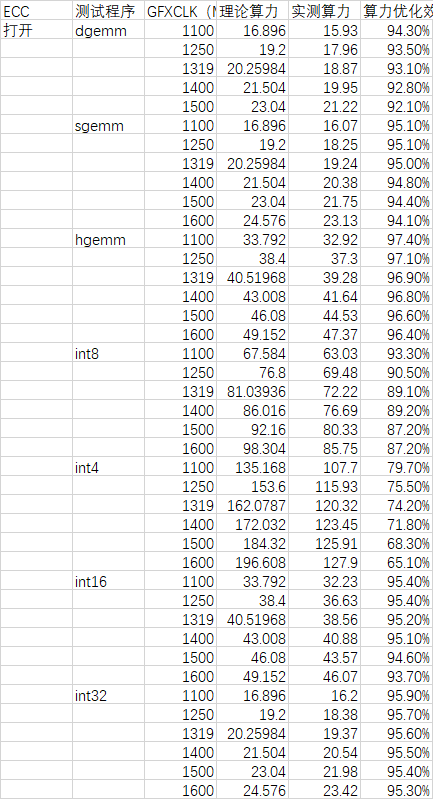 ECC 测试程序 GFXCLK（M 理论算力 实测算力 算力优化效
打开 dgemm 1100 16.896 15.93 94.30%
1250 19.2 17.96 93.50%
1319 20.25984 18.87 93.10%
1400 21.504 19.95 92.80%
1500 23.04 21.22 92.10%
sgemm 1100 16.896 16.07 95.10%
1250 19.2 18.25 95.10%
1319 20.25984 19.24 95.00%
1400 21.504 20.38 94.80%
1500 23.04 21.75 94.40%
1600 24.576 23.13 94.10%
hgemm 1100 33.792 32.92 97.40%
1250 38.4 37.3 97.10%
1319 40.51968 39.28 96.90%
1400 43.008 41.64 96.80%
1500 46.08 44.53 96.60%
1600 49.152 47.37 96.40%
int8 1100 67.584 63.03 93.30%
1250 76.8 69.48 90.50%
1319 81.03936 72.22 89.10%
1400 86.016 76.69 89.20%
1500 92.16 80.33 87.20%
1600 98.304 85.75 87.20%
int4 1100 135.168 107.7 79.70%
1250 153.6 115.93 75.50%
1319 162.0787 120.32 74.20%
1400 172.032 123.45 71.80%
1500 184.32 125.91 68.30%
1600 196.608 127.9 65.10%
int16 1100 33.792 32.23 95.40%
1250 38.4 36.63 95.40%
1319 40.51968 38.56 95.20%
1400 43.008 40.88 95.10%
1500 46.08 43.57 94.60%
1600 49.152 46.07 93.70%
int32 1100 16.896 16.2 95.90%
1250 19.2 18.38 95.70%
1319 20.25984 19.37 95.60%
1400 21.504 20.54 95.50%
1500 23.04 21.98 95.40%
1600 24.576 23.42 95.30%